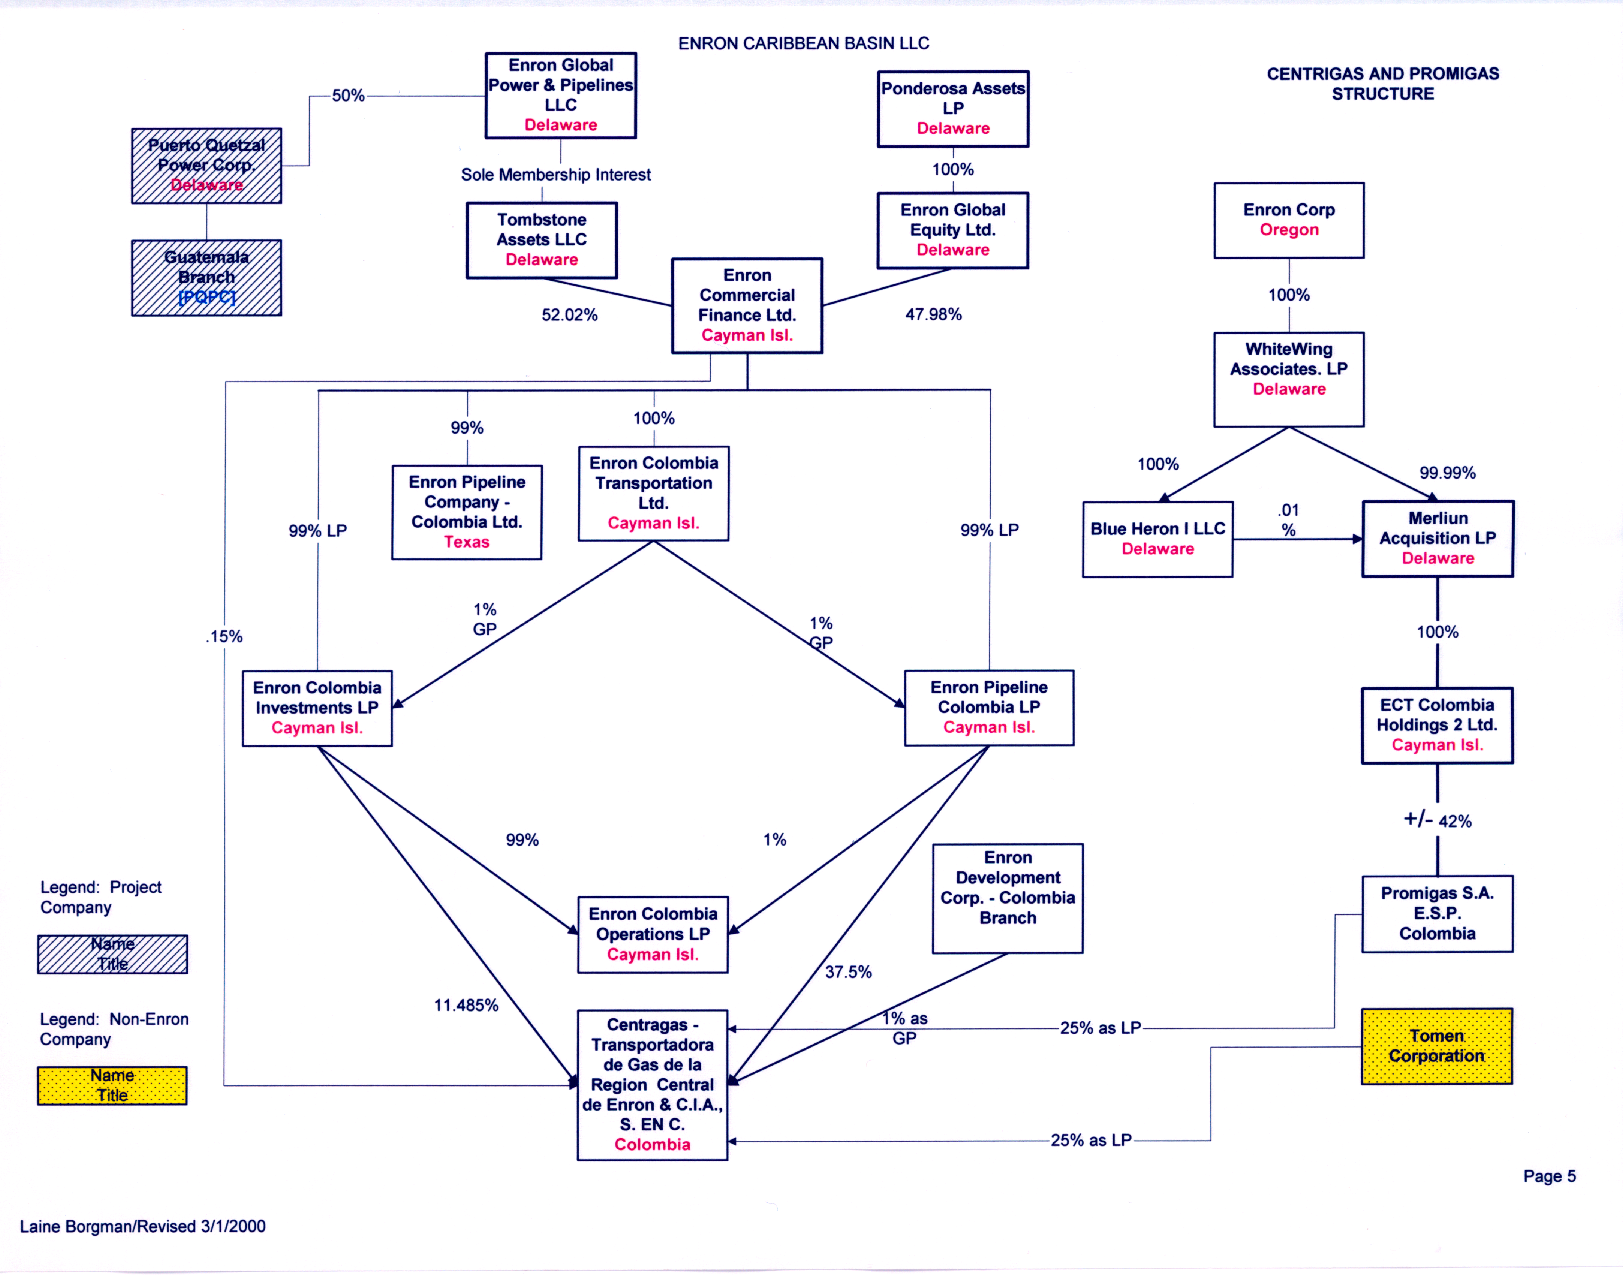 ENRON CARIBBEAN BASIN LLC
CENTRIGAS AND PROMIGAS
STRUCTURE
Enron Global
Power & Pipelines
LLC
Delaware
50%
Ponderosa Assets
LP
Delaware
Puerto Quetzal
Power Corp.
Delaware
Sole Membership Interest
100%
Guatemala
Branch
[PQPC]
Tombstone
Assets LLC
Delaware
Enron Global
Equity Ltd.
Delaware
Enron Corp
Oregon
Enron
Commercial
Finance Ltd.
Cayman Isl.
52.02%
47.98%
100%
WhiteWing
Associates. LP
Delaware
99%
100%
Enron Pipeline
Company -
Colombia Ltd.
Texas
Enron Colombia
Transportation
Ltd.
Cayman Isl.
99% LP
99% LP
100%
99.99%
Blue Heron I LLC
Delaware
.01
%
Merliun
Acquisition LP
Delaware
1%
GP
1%
GP
.15%
100%
Enron Colombia
Investments LP
Cayman Isl.
Enron Pipeline
Colombia LP
Cayman Isl.
ECT Colombia
Holdings 2 Ltd.
Cayman Isl.
+/- 42%
99%
1%
Enron
Development
Corp. - Colombia
Branch
Promigas S.A.
E.S.P.
Colombia
Legend: Project
Company
Name
Title
Enron Colombia
Operations LP
Cayman Isl.
37.5%
11.485%
1% as
GP
25% as LP
Legend: Non-Enron
Company
Name
Title
Centragas -
Transportadora
de Gas de la
Region Central
de Enron & C.I.A.,
S. EN C.
Colombia
Tomen
Corporation
25% as LP
Page 5
Laine Borgman/Revised 3/1/2000